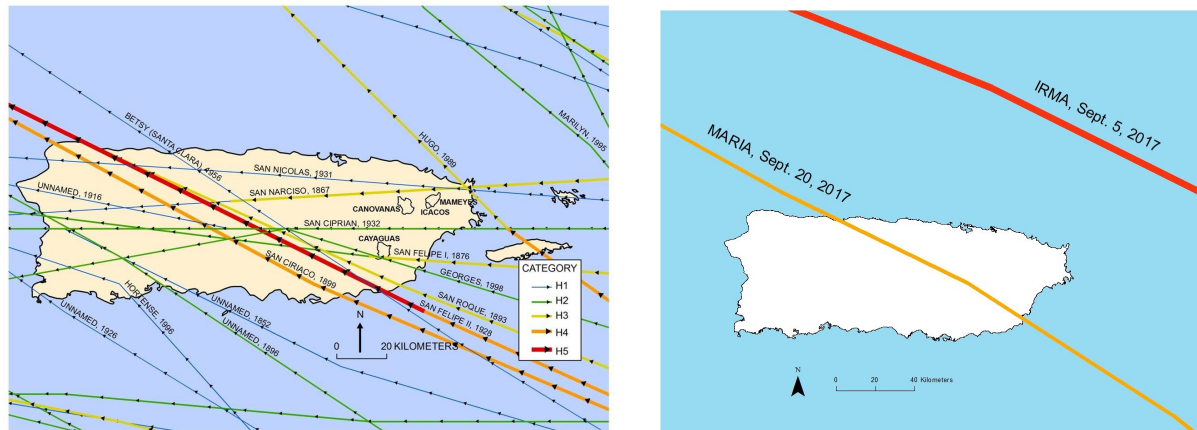 BETSY (SANTA CLARA), 1956
HUGO, 1989
MARILYN, 1995
SAN NICOLAS, 1931
UNNAMED, 1916
SAN NARCISO, 1867
CANOVANAS
MAMEYES
ICACOS
SAN CIPRIAN, 1932
CAYAGUAS
SAN FELIPE I, 1876
SAN CIRIACO, 1899
GEORGES, 1998
SAN ROQUE, 1893
SAN FELIPE II, 1928
HORTENSE, 1996
UNNAMED, 1926
UNNAMED, 1852
UNNAMED, 1896
N
0 20 KILOMETERS
CATEGORY
H1
H2
H3
H4
H5
IRMA, Sept. 5, 2017
MARIA, Sept. 20, 2017
N
0 20 40 Kilometers